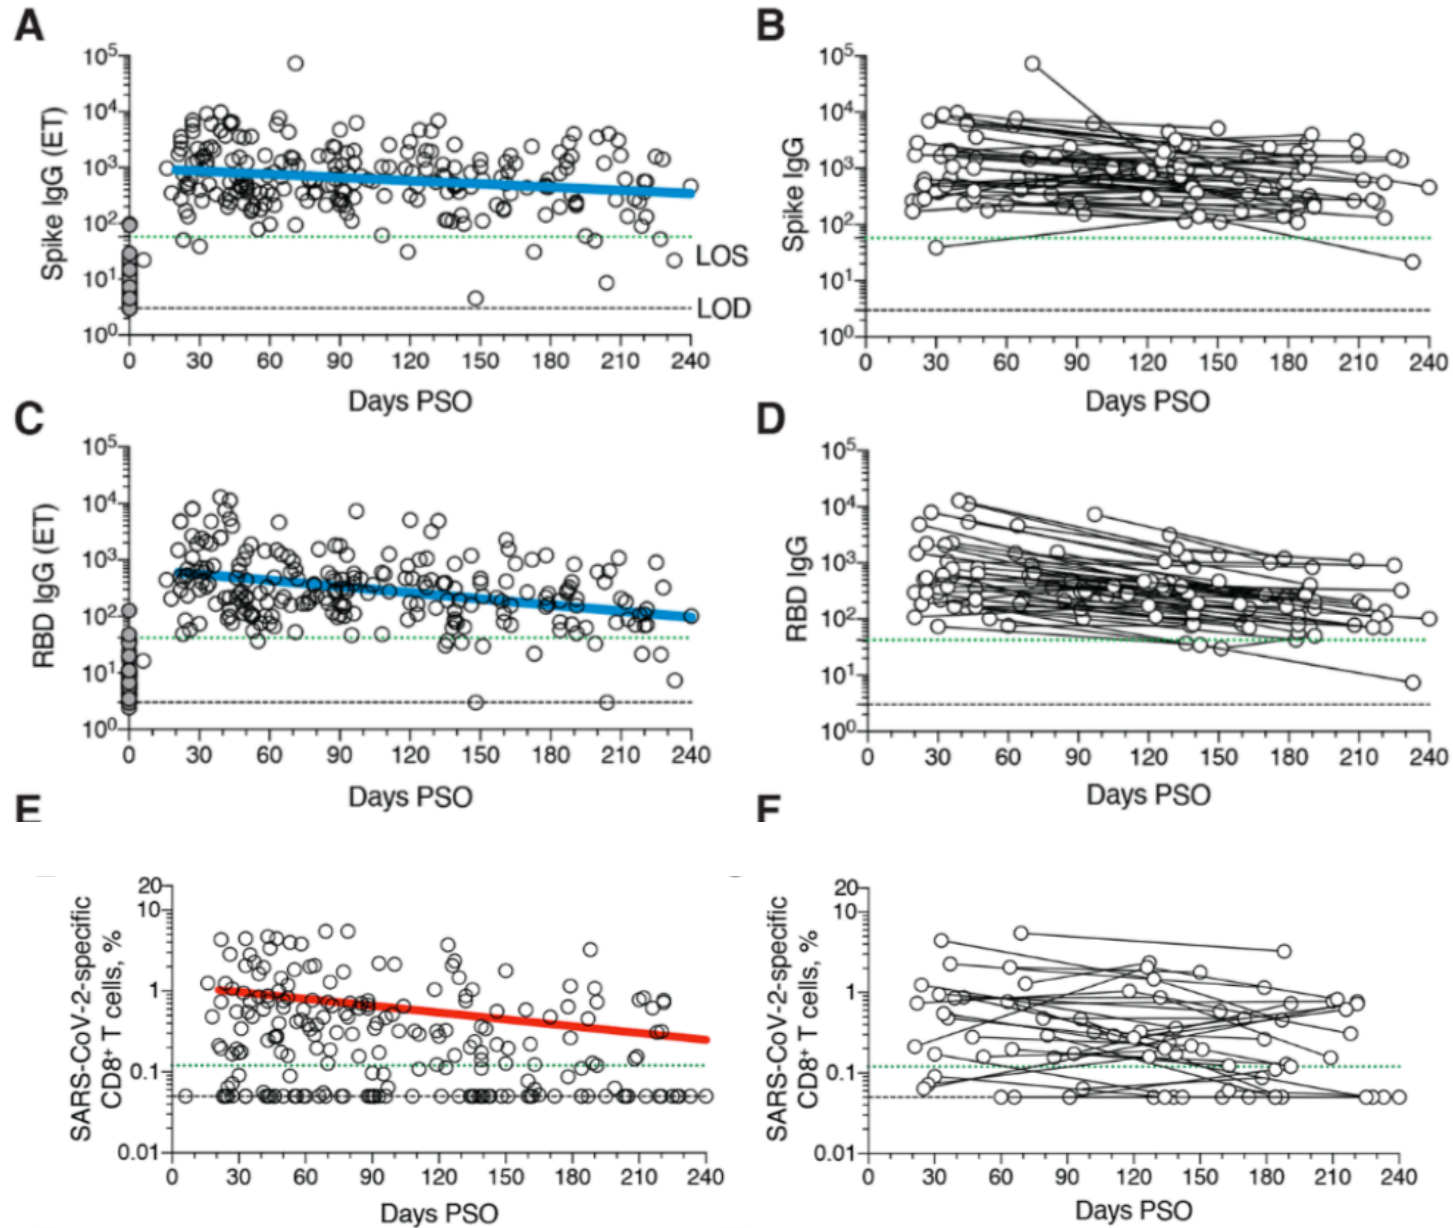 A
B
Spike IgG (ET)
10⁵
10⁴
10³
10²
10¹
10⁰
LOS
LOD
0 30 60 90 120 150 180 210 240
Days PSO
Spike IgG
10⁵
10⁴
10³
10²
10¹
10⁰
0 30 60 90 120 150 180 210 240
Days PSO
C
D
RBD IgG (ET)
10⁵
10⁴
10³
10²
10¹
10⁰
0 30 60 90 120 150 180 210 240
Days PSO
RBD IgG
10⁵
10⁴
10³
10²
10¹
10⁰
0 30 60 90 120 150 180 210 240
Days PSO
E
F
SARS-CoV-2-specific
CD8⁺ T cells, %
20
10
1
0.1
0.01
0 30 60 90 120 150 180 210 240
Days PSO
SARS-CoV-2-specific
CD8⁺ T cells, %
20
10
1
0.1
0.01
0 30 60 90 120 150 180 210 240
Days PSO